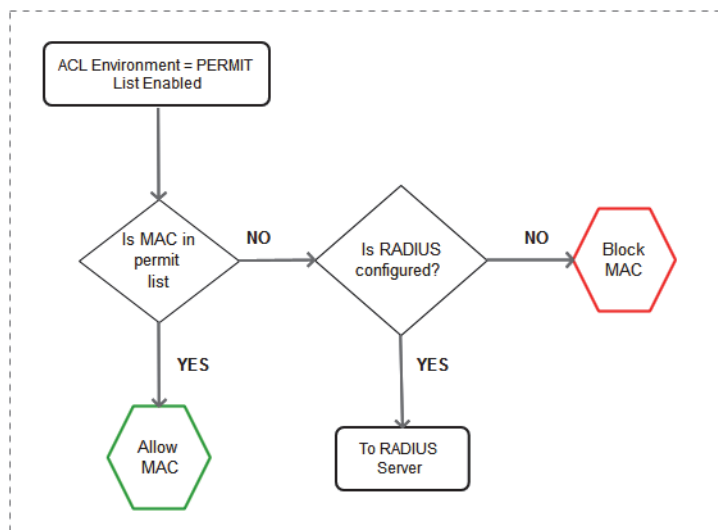 ACL Environment = PERMIT
List Enabled
Is MAC in
permit
list
NO
Is RADIUS
configured?
NO
Block
MAC
YES
YES
Allow
MAC
To RADIUS
Server